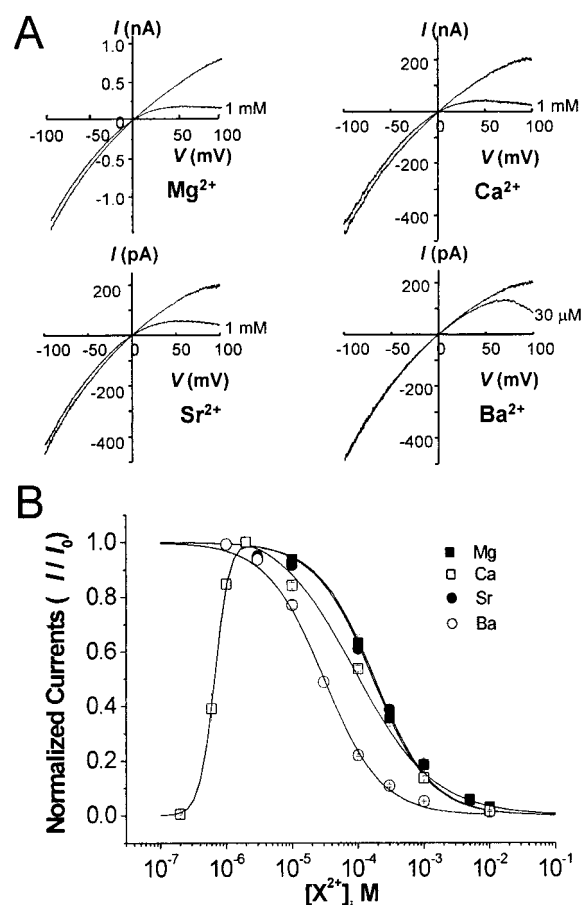 A
I (nA)
1.0
0.5
0
-0.5
-1.0
-100 -50 50 100
V (mV)
1 mM
Mg2+
I (nA)
200
0
-200
-400
-100 -50 50 100
V (mV)
1 mM
Ca2+
I (pA)
200
0
-200
-400
-100 -50 50 100
V (mV)
1 mM
Sr2+
I (pA)
200
0
-200
-400
-100 -50 50 100
V (mV)
30 μM
Ba2+
B
Normalized Currents ( I / I0)
1.0
0.8
0.6
0.4
0.2
0.0
Mg
Ca
Sr
Ba
10-7 10-6 10-5 10-4 10-3 10-2 10-1
[X2+], M